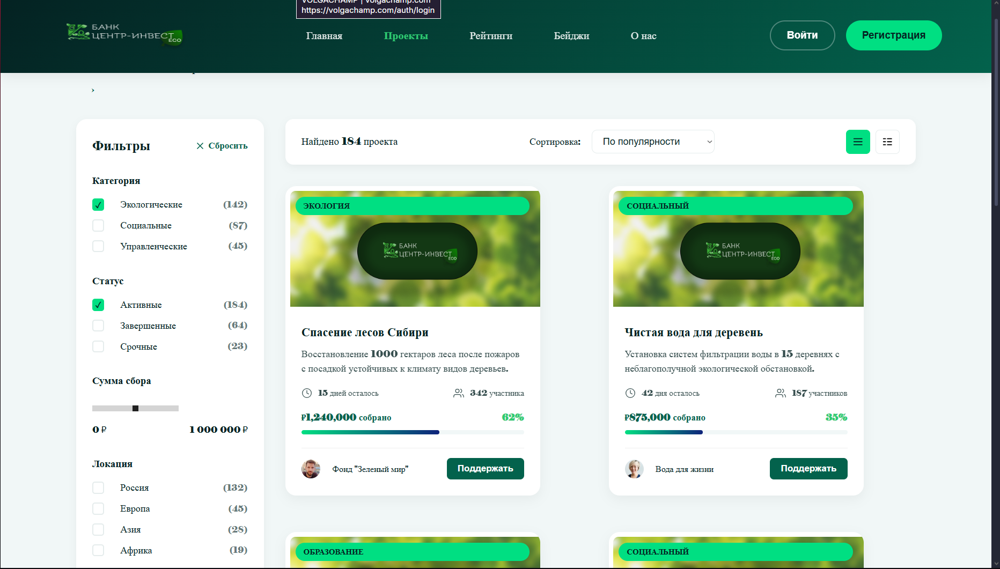 VOLGACHAMP | volgachamp.com
https://volgachamp.com/auth/login
БАНК
ЦЕНТР-ИНВЕСТ
ECO
Главная
Проекты
Рейтинги
Бейджи
О нас
Войти
Регистрация
›
Фильтры
Сбросить
Категория
Экологические (142)
Социальные (87)
Управленческие (45)
Статус
Активные (184)
Завершенные (64)
Срочные (23)
Сумма сбора
0 ₽
1 000 000 ₽
Локация
Россия (132)
Европа (45)
Азия (28)
Африка (19)
Найдено 184 проекта
Сортировка:
По популярности
ЭКОЛОГИЯ
БАНК
ЦЕНТР-ИНВЕСТ
ECO
Спасение лесов Сибири
Восстановление 1000 гектаров леса после пожаров
с посадкой устойчивых к климату видов деревьев.
15 дней осталось
342 участника
₽1,240,000 собрано
62%
Фонд "Зеленый мир"
Поддержать
СОЦИАЛЬНЫЙ
БАНК
ЦЕНТР-ИНВЕСТ
ECO
Чистая вода для деревень
Установка систем фильтрации воды в 15 деревнях с
неблагополучной экологической обстановкой.
42 дня осталось
187 участников
₽875,000 собрано
35%
Вода для жизни
Поддержать
ОБРАЗОВАНИЕ
СОЦИАЛЬНЫЙ